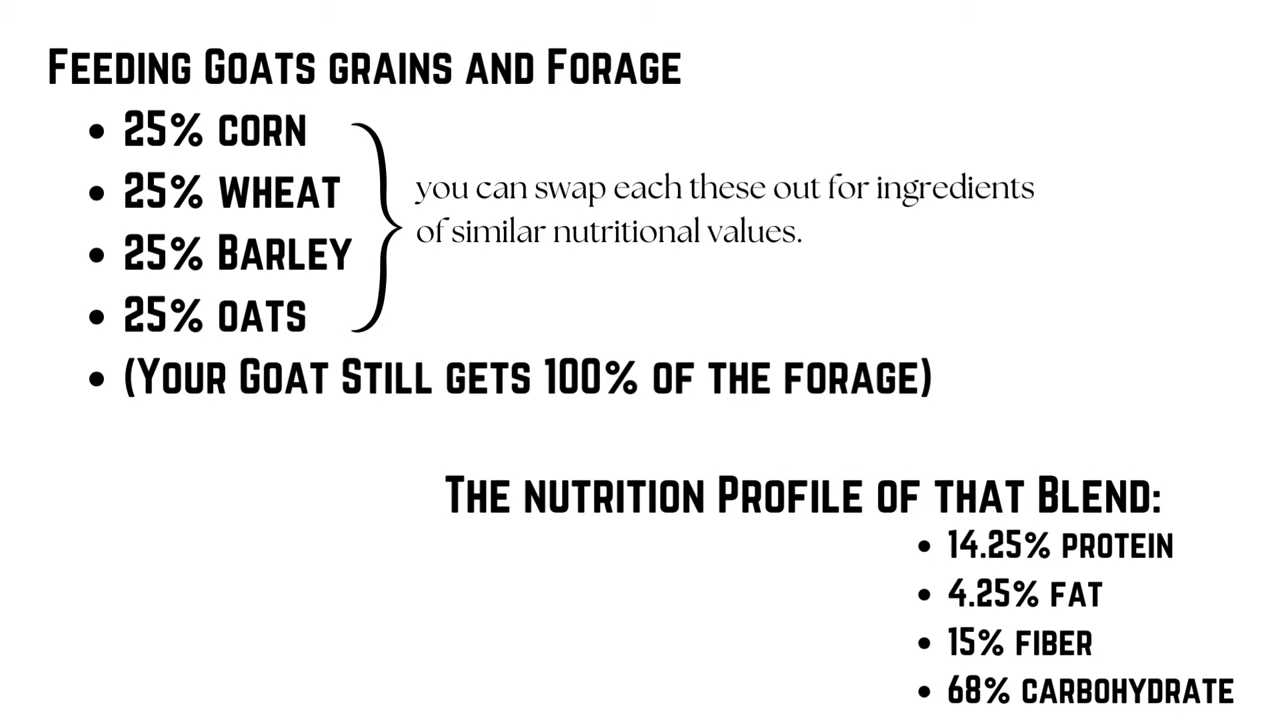 Feeding Goats grains and Forage
• 25% corn
• 25% wheat
• 25% Barley
• 25% oats
you can swap each these out for ingredients
of similar nutritional values.
• (Your Goat Still gets 100% of the forage)
The nutrition Profile of that Blend:
• 14.25% protein
• 4.25% fat
• 15% fiber
• 68% carbohydrate